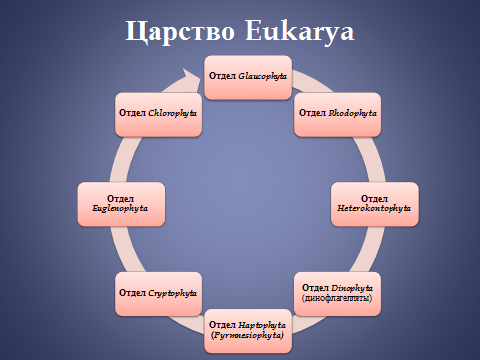 Царство Eukarya
Отдел Glaucophyta
Отдел Rhodophyta
Отдел
Heterokontophyta
Отдел Dinophyta
(динофлагелляты)
Отдел Haptophyta
(Pyrmnesiophyta)
Отдел Cryptophyta
Отдел
Euglenophyta
Отдел Chlorophyta